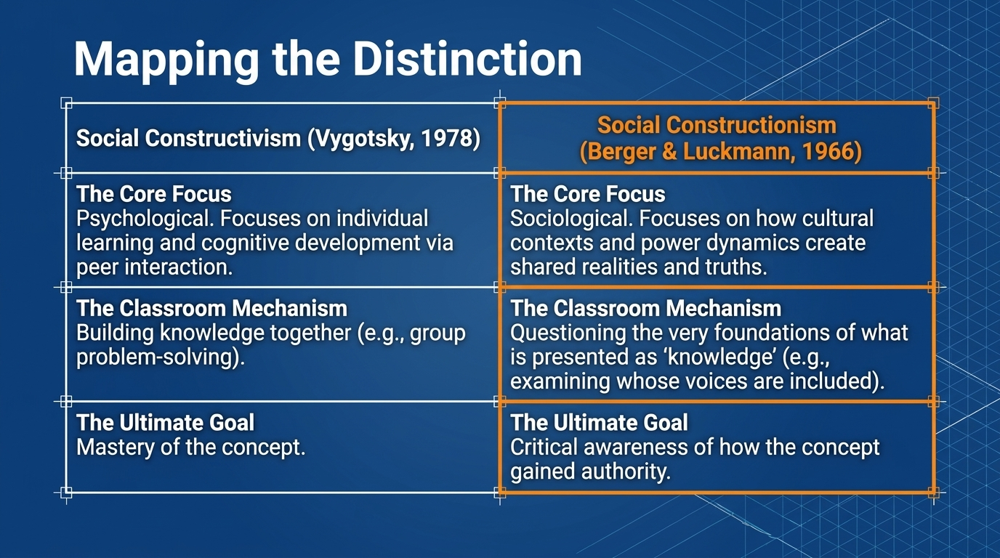 Mapping the Distinction
Social Constructivism (Vygotsky, 1978)
Social Constructionism
(Berger & Luckmann, 1966)
The Core Focus
Psychological. Focuses on individual
learning and cognitive development via
peer interaction.
The Core Focus
Sociological. Focuses on how cultural
contexts and power dynamics create
shared realities and truths.
The Classroom Mechanism
Building knowledge together (e.g., group
problem-solving).
The Classroom Mechanism
Questioning the very foundations of what
is presented as ‘knowledge’ (e.g.,
examining whose voices are included).
The Ultimate Goal
Mastery of the concept.
The Ultimate Goal
Critical awareness of how the concept
gained authority.